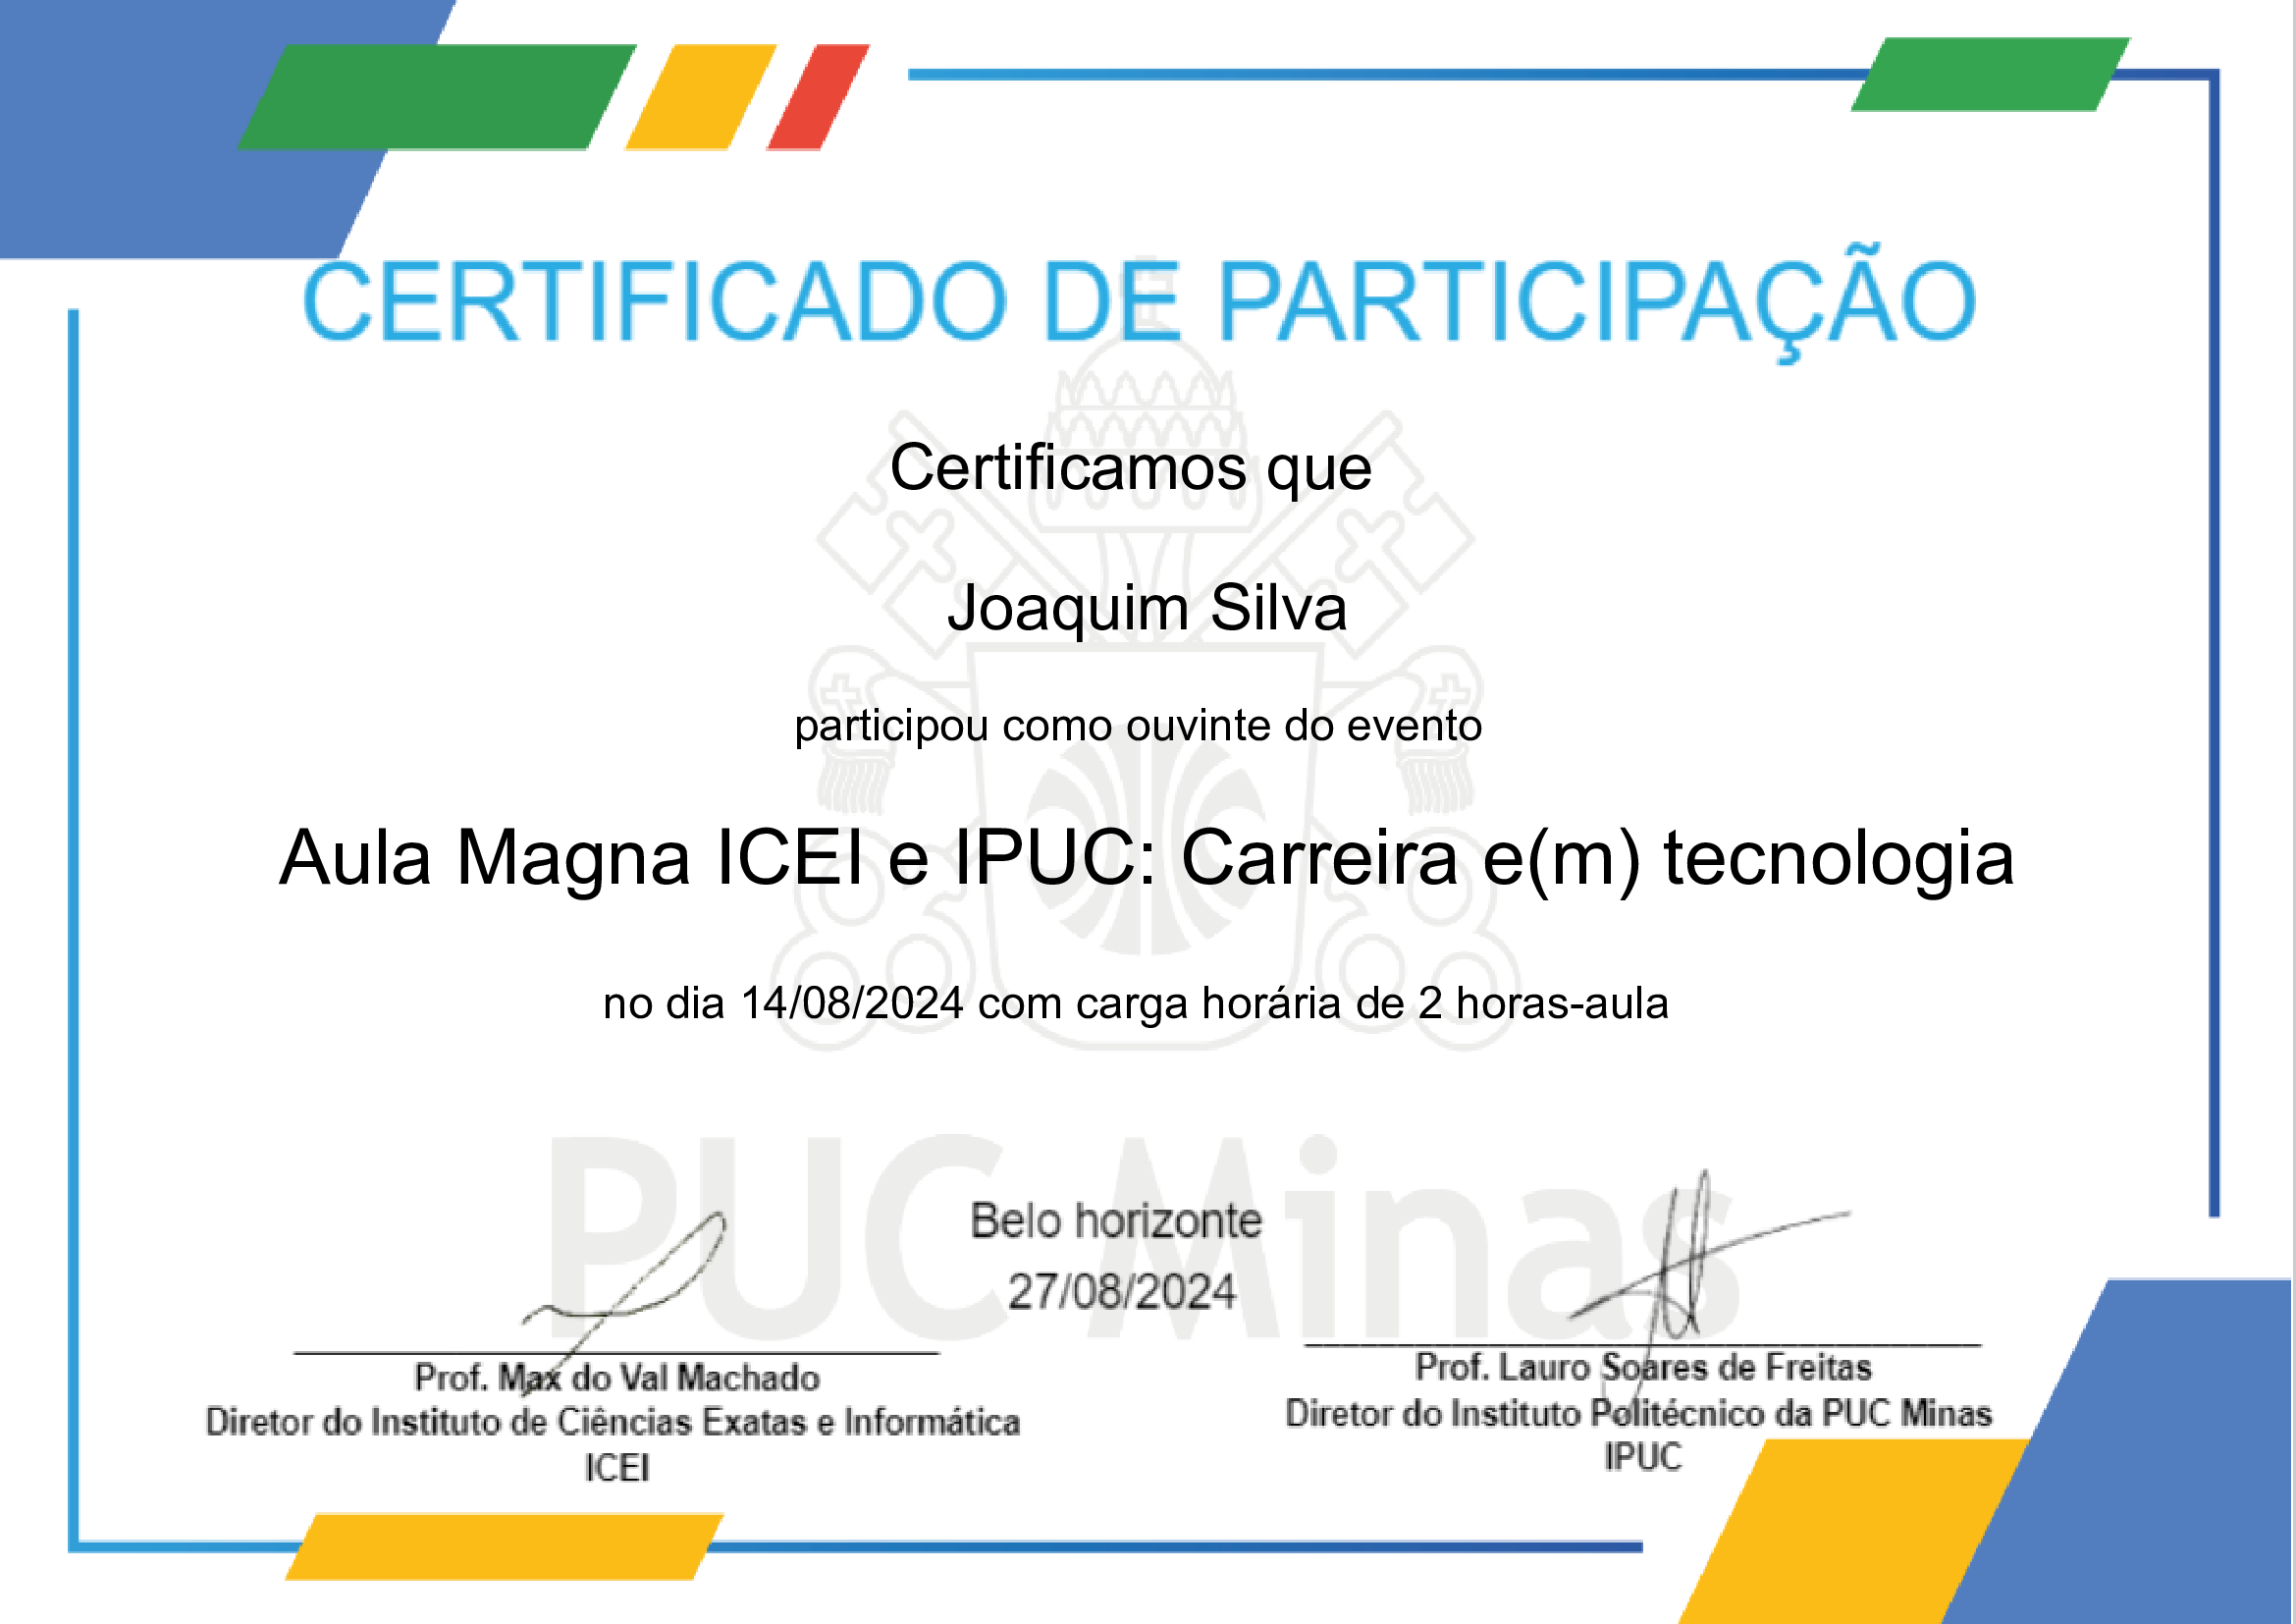 CERTIFICADO DE PARTICIPAÇÃO
Certificamos que
Joaquim Silva
participou como ouvinte do evento
Aula Magna ICEI e IPUC: Carreira e(m) tecnologia
no dia 14/08/2024 com carga horária de 2 horas-aula
PUC Minas
Belo horizonte
27/08/2024
Prof. Max do Val Machado
Diretor do Instituto de Ciências Exatas e Informática
ICEI
Prof. Lauro Soares de Freitas
Diretor do Instituto Politécnico da PUC Minas
IPUC